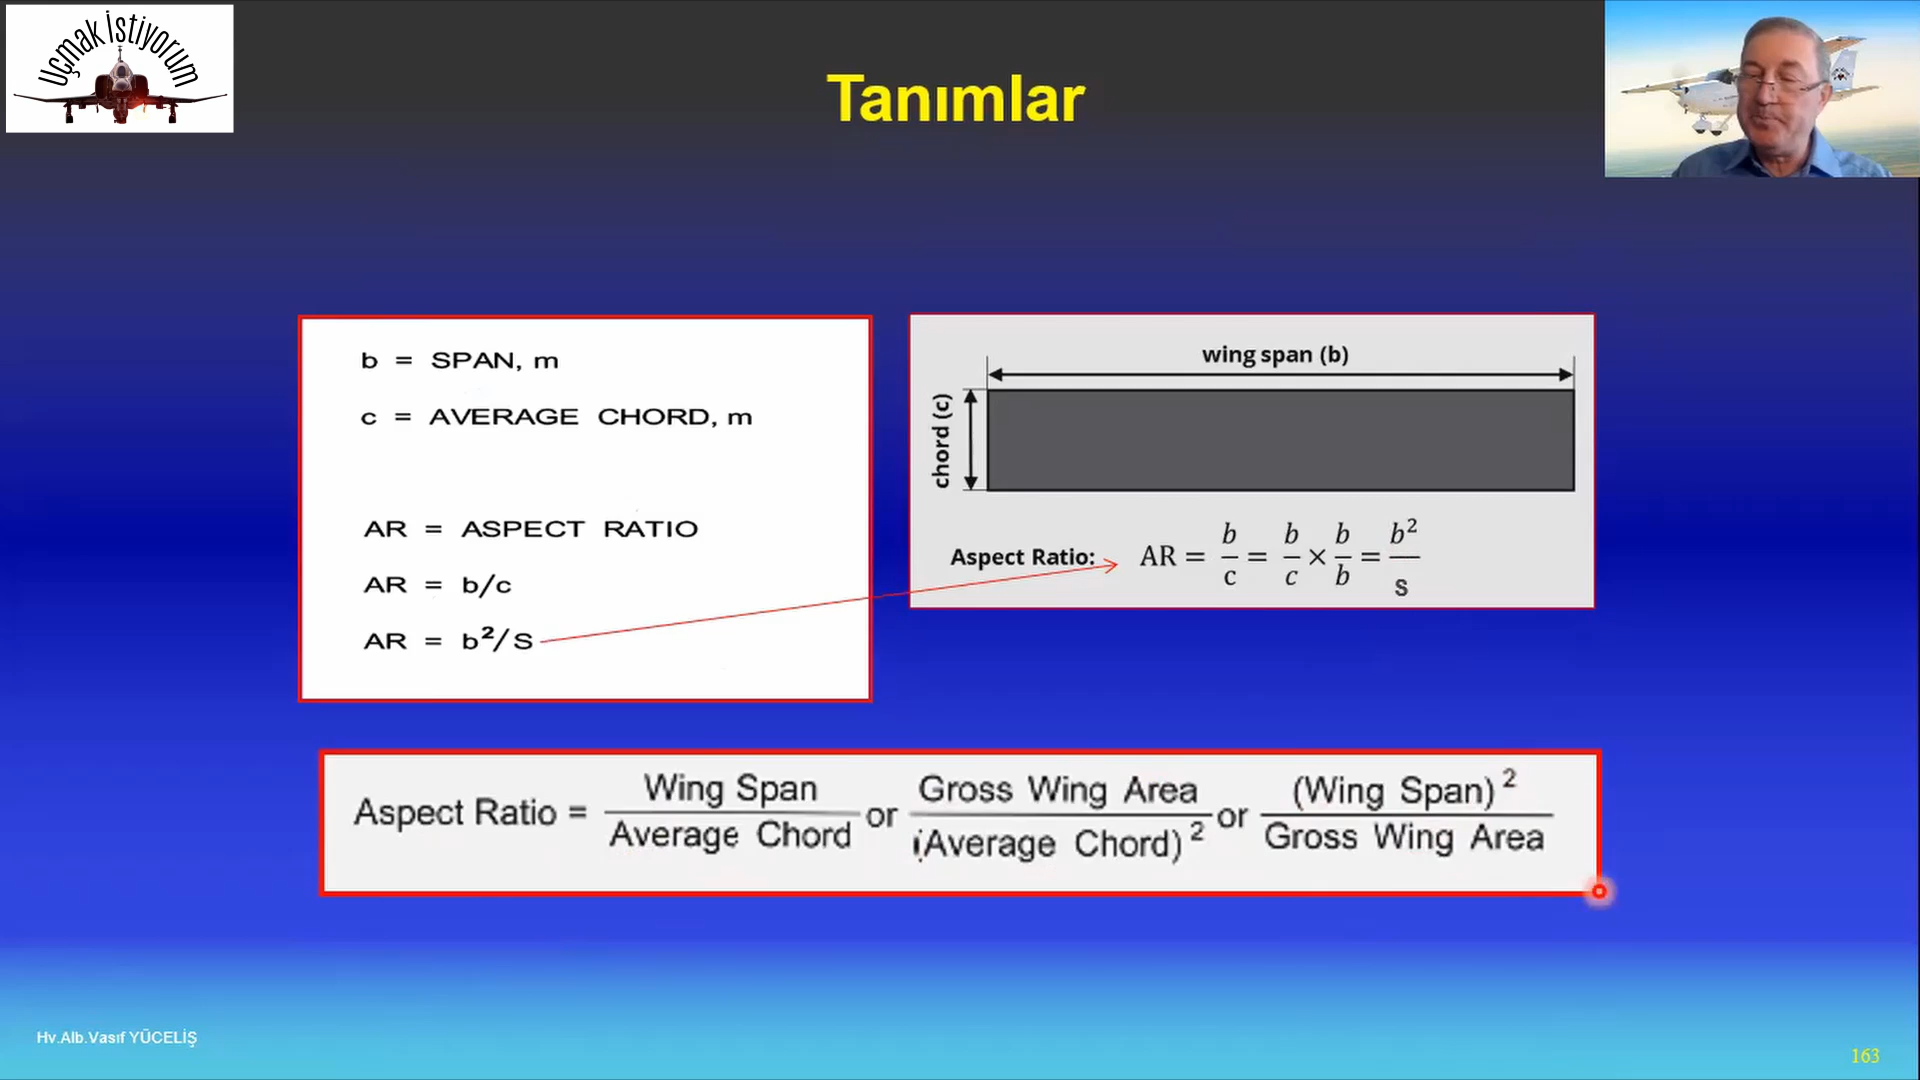 Uçmak İstiyorum
Tanımlar
b = SPAN, m
c = AVERAGE CHORD, m
AR = ASPECT RATIO
AR = b/c
AR = b²/S
wing span (b)
chord (c)
Aspect Ratio: AR = b/c = b/c × b/b = b²/s
Aspect Ratio = Wing Span / Average Chord or Gross Wing Area / (Average Chord)² or (Wing Span)² / Gross Wing Area
Hv.Alb.Vasıf YÜCELİŞ
163